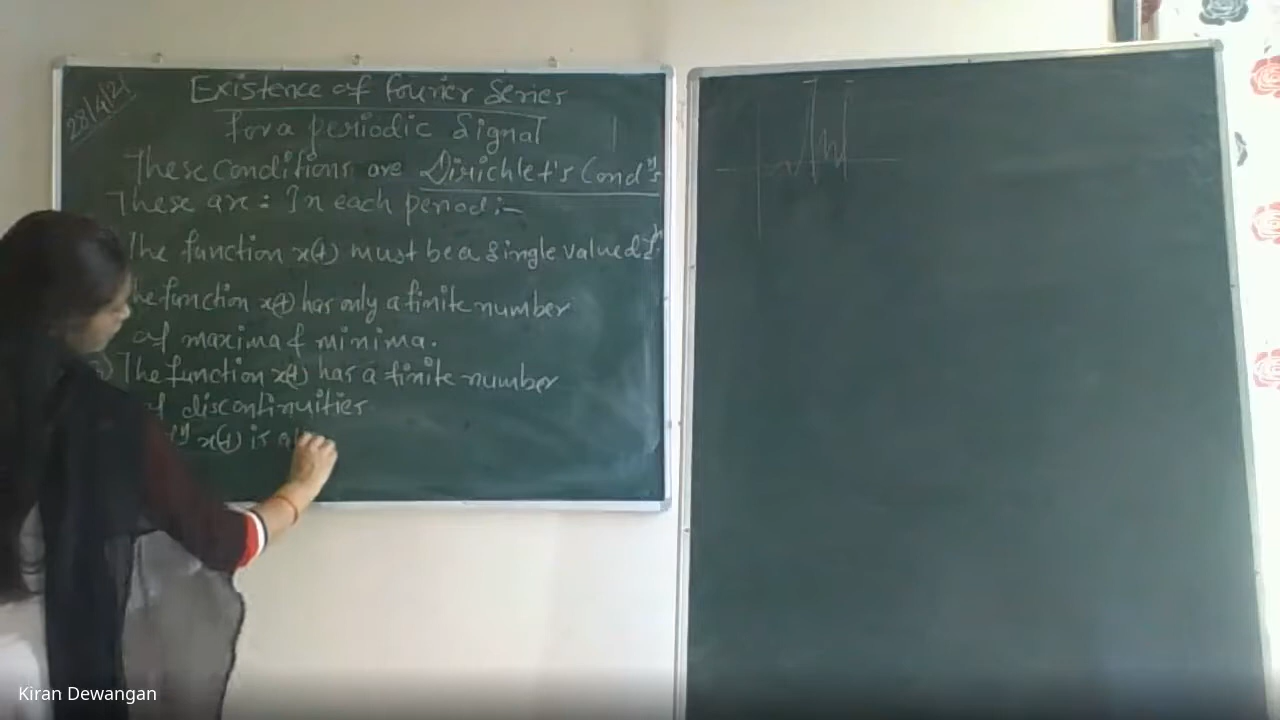 28/4/21
Existence of Fourier Series
for a periodic Signal
These Conditions are Dirichlet's Condⁿs
These are: In each period:-
The function x(t) must be a single valued fⁿ
he function x(t) has only a finite number
of maxima & minima.
The function x(t) has a finite number
of discontinuities
x(t) is
Kiran Dewangan